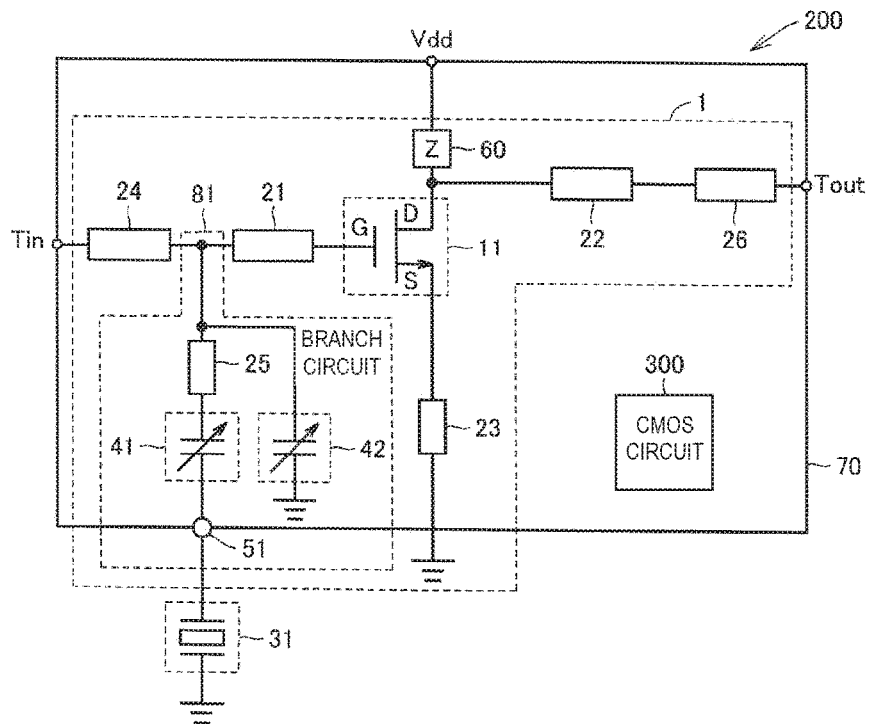 200
Vdd
1
Z 60
24 81 21 Tout
Tin G D 11 22 26
S
BRANCH
CIRCUIT
25
300
CMOS
CIRCUIT
41 42 23
70
51
31